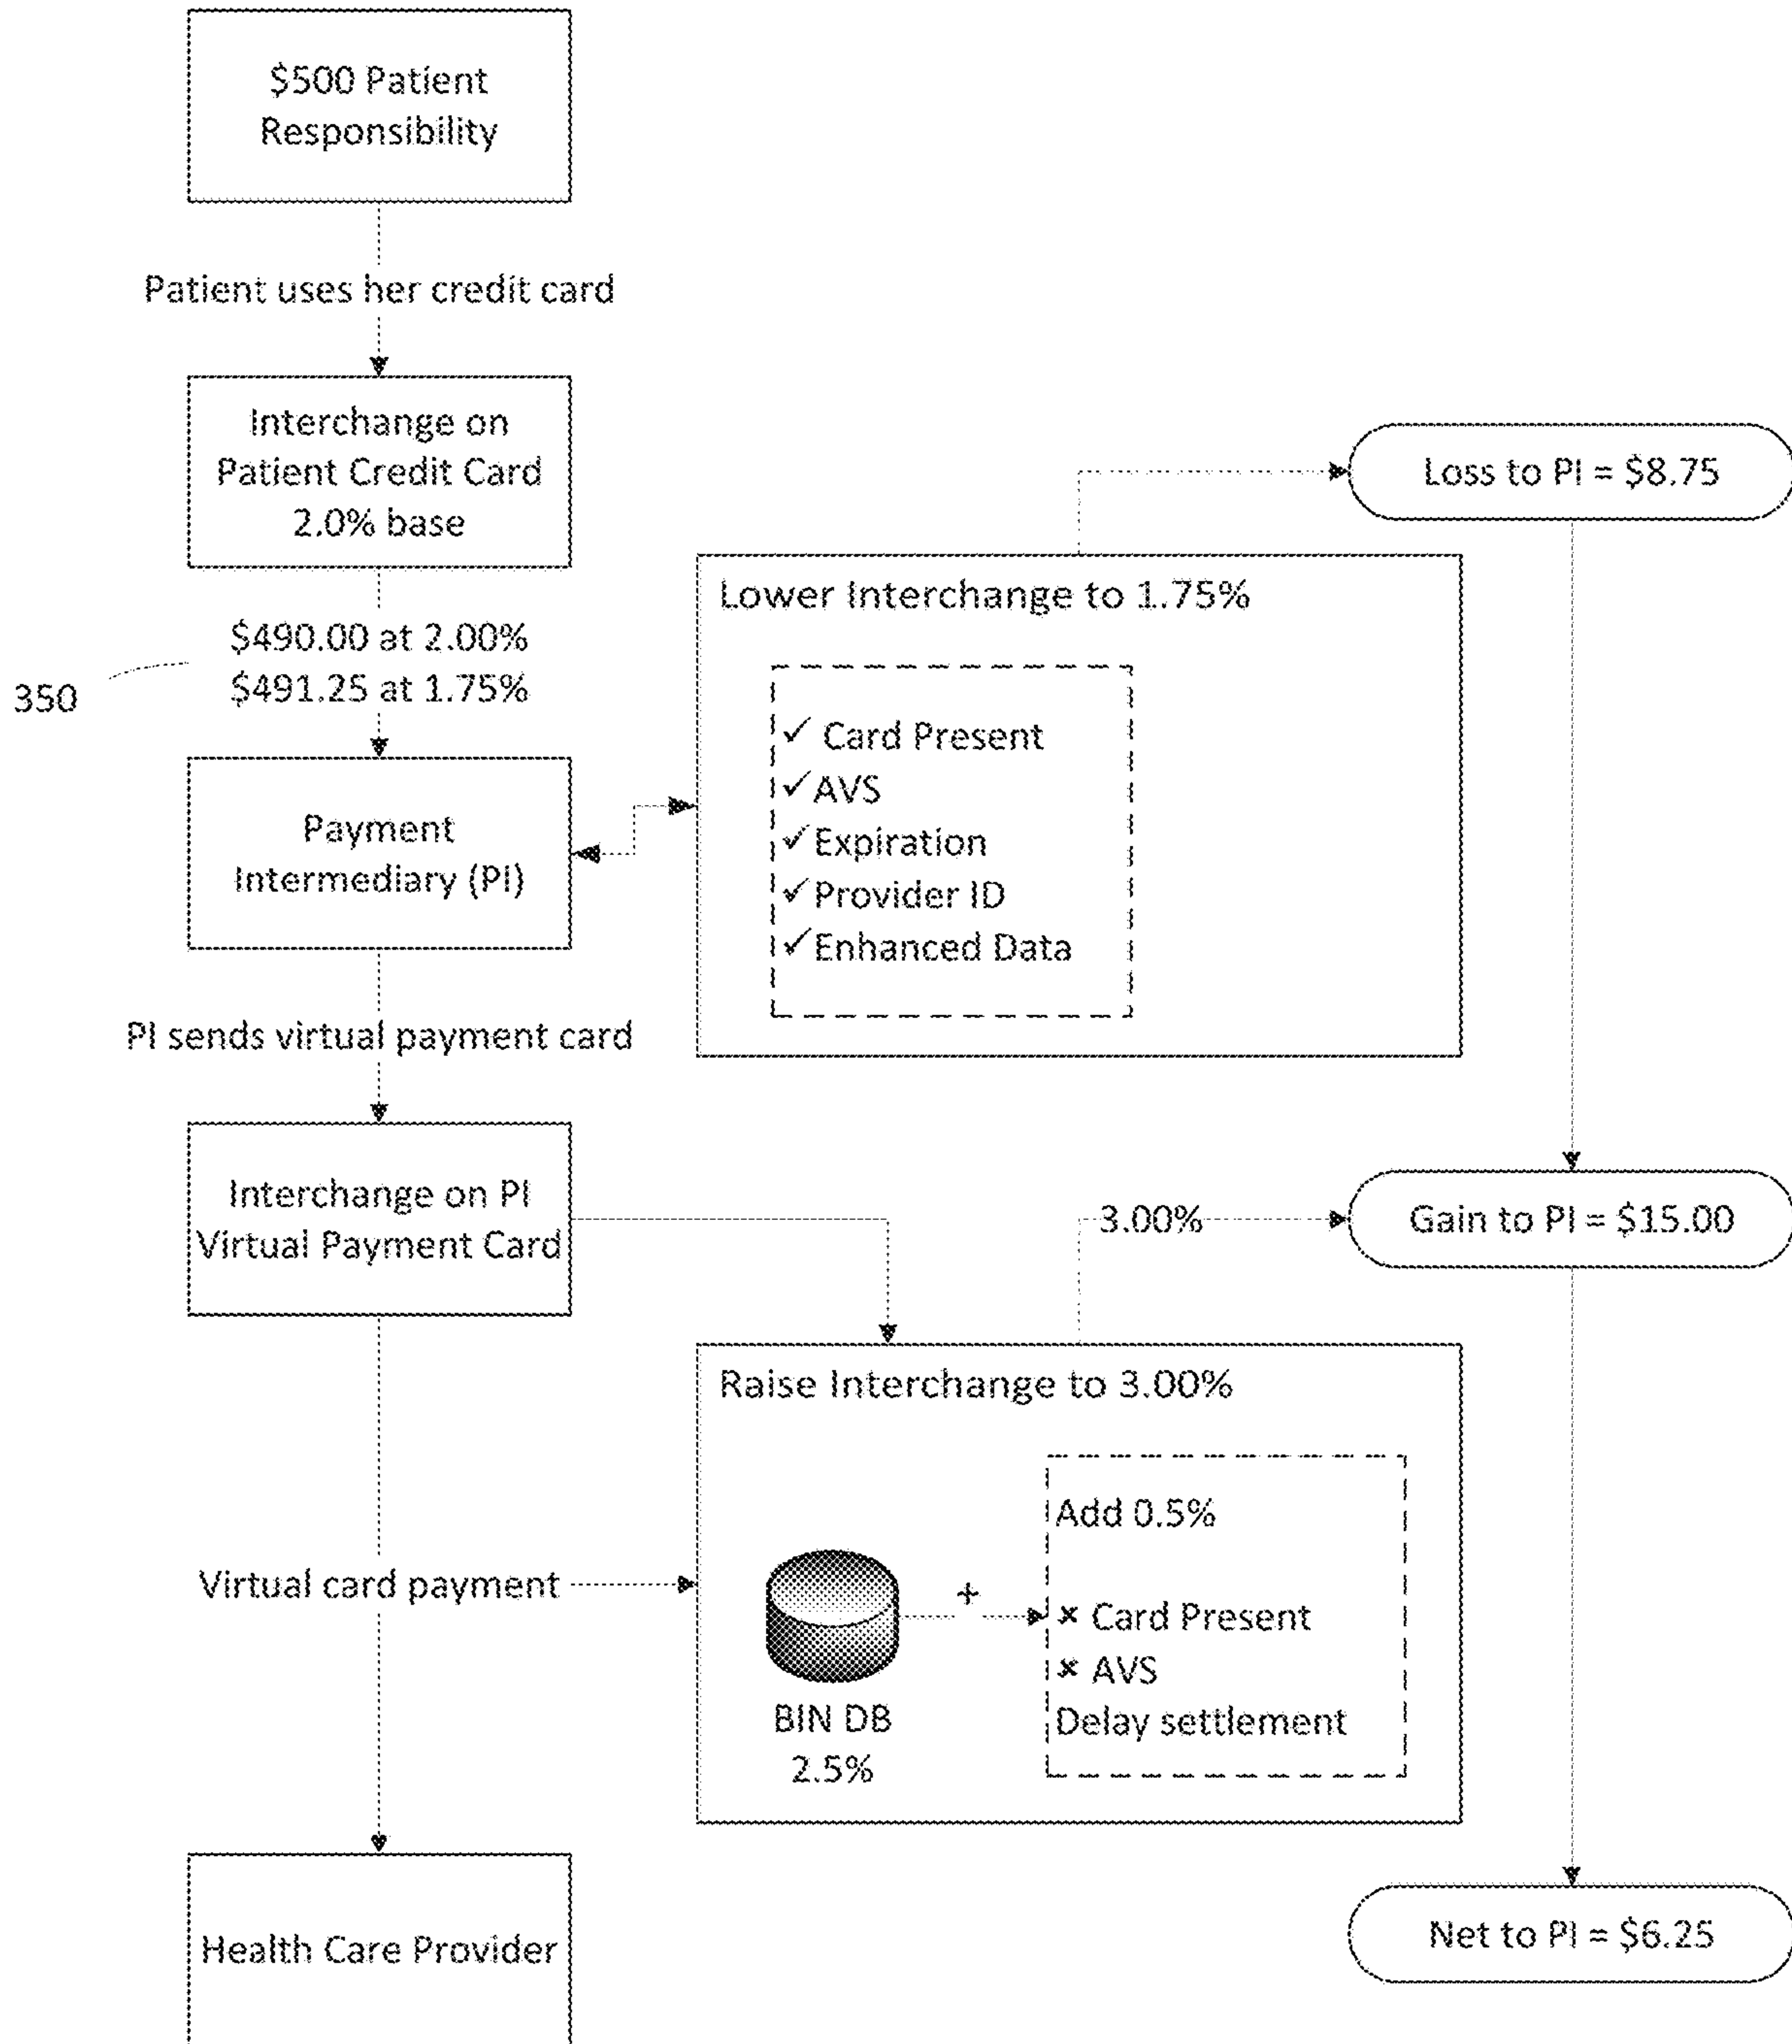 $500 Patient
Responsibility
Patient uses her credit card
Interchange on
Patient Credit Card
2.0% base
Loss to PI = $8.75
Lower Interchange to 1.75%
$490.00 at 2.00%
$491.25 at 1.75%
350
✓ Card Present
✓ AVS
✓ Expiration
✓ Provider ID
✓ Enhanced Data
Payment
Intermediary (PI)
PI sends virtual payment card
Interchange on PI
Virtual Payment Card
3.00%
Gain to PI = $15.00
Raise Interchange to 3.00%
Add 0.5%
× Card Present
× AVS
Delay settlement
+
BIN DB
2.5%
Virtual card payment
Health Care Provider
Net to PI = $6.25